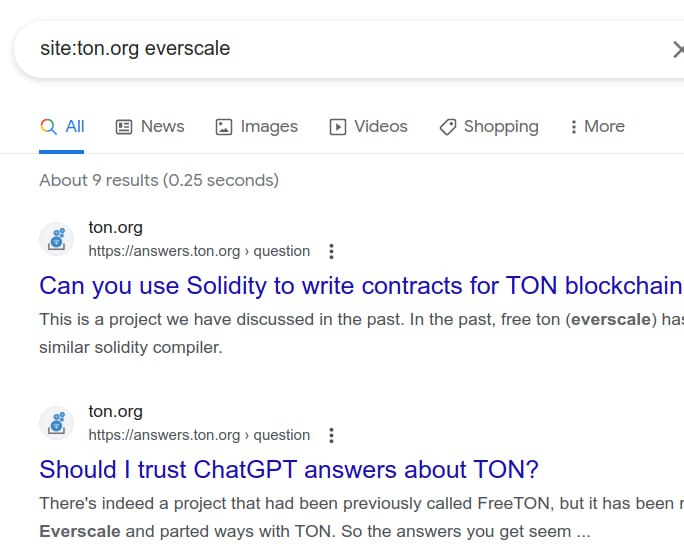 site:ton.org everscale
All News Images Videos Shopping More
About 9 results (0.25 seconds)
ton.org
https://answers.ton.org › question
Can you use Solidity to write contracts for TON blockchain
This is a project we have discussed in the past. In the past, free ton (everscale) has
similar solidity compiler.
ton.org
https://answers.ton.org › question
Should I trust ChatGPT answers about TON?
There's indeed a project that had been previously called FreeTON, but it has been
Everscale and parted ways with TON. So the answers you get seem ...